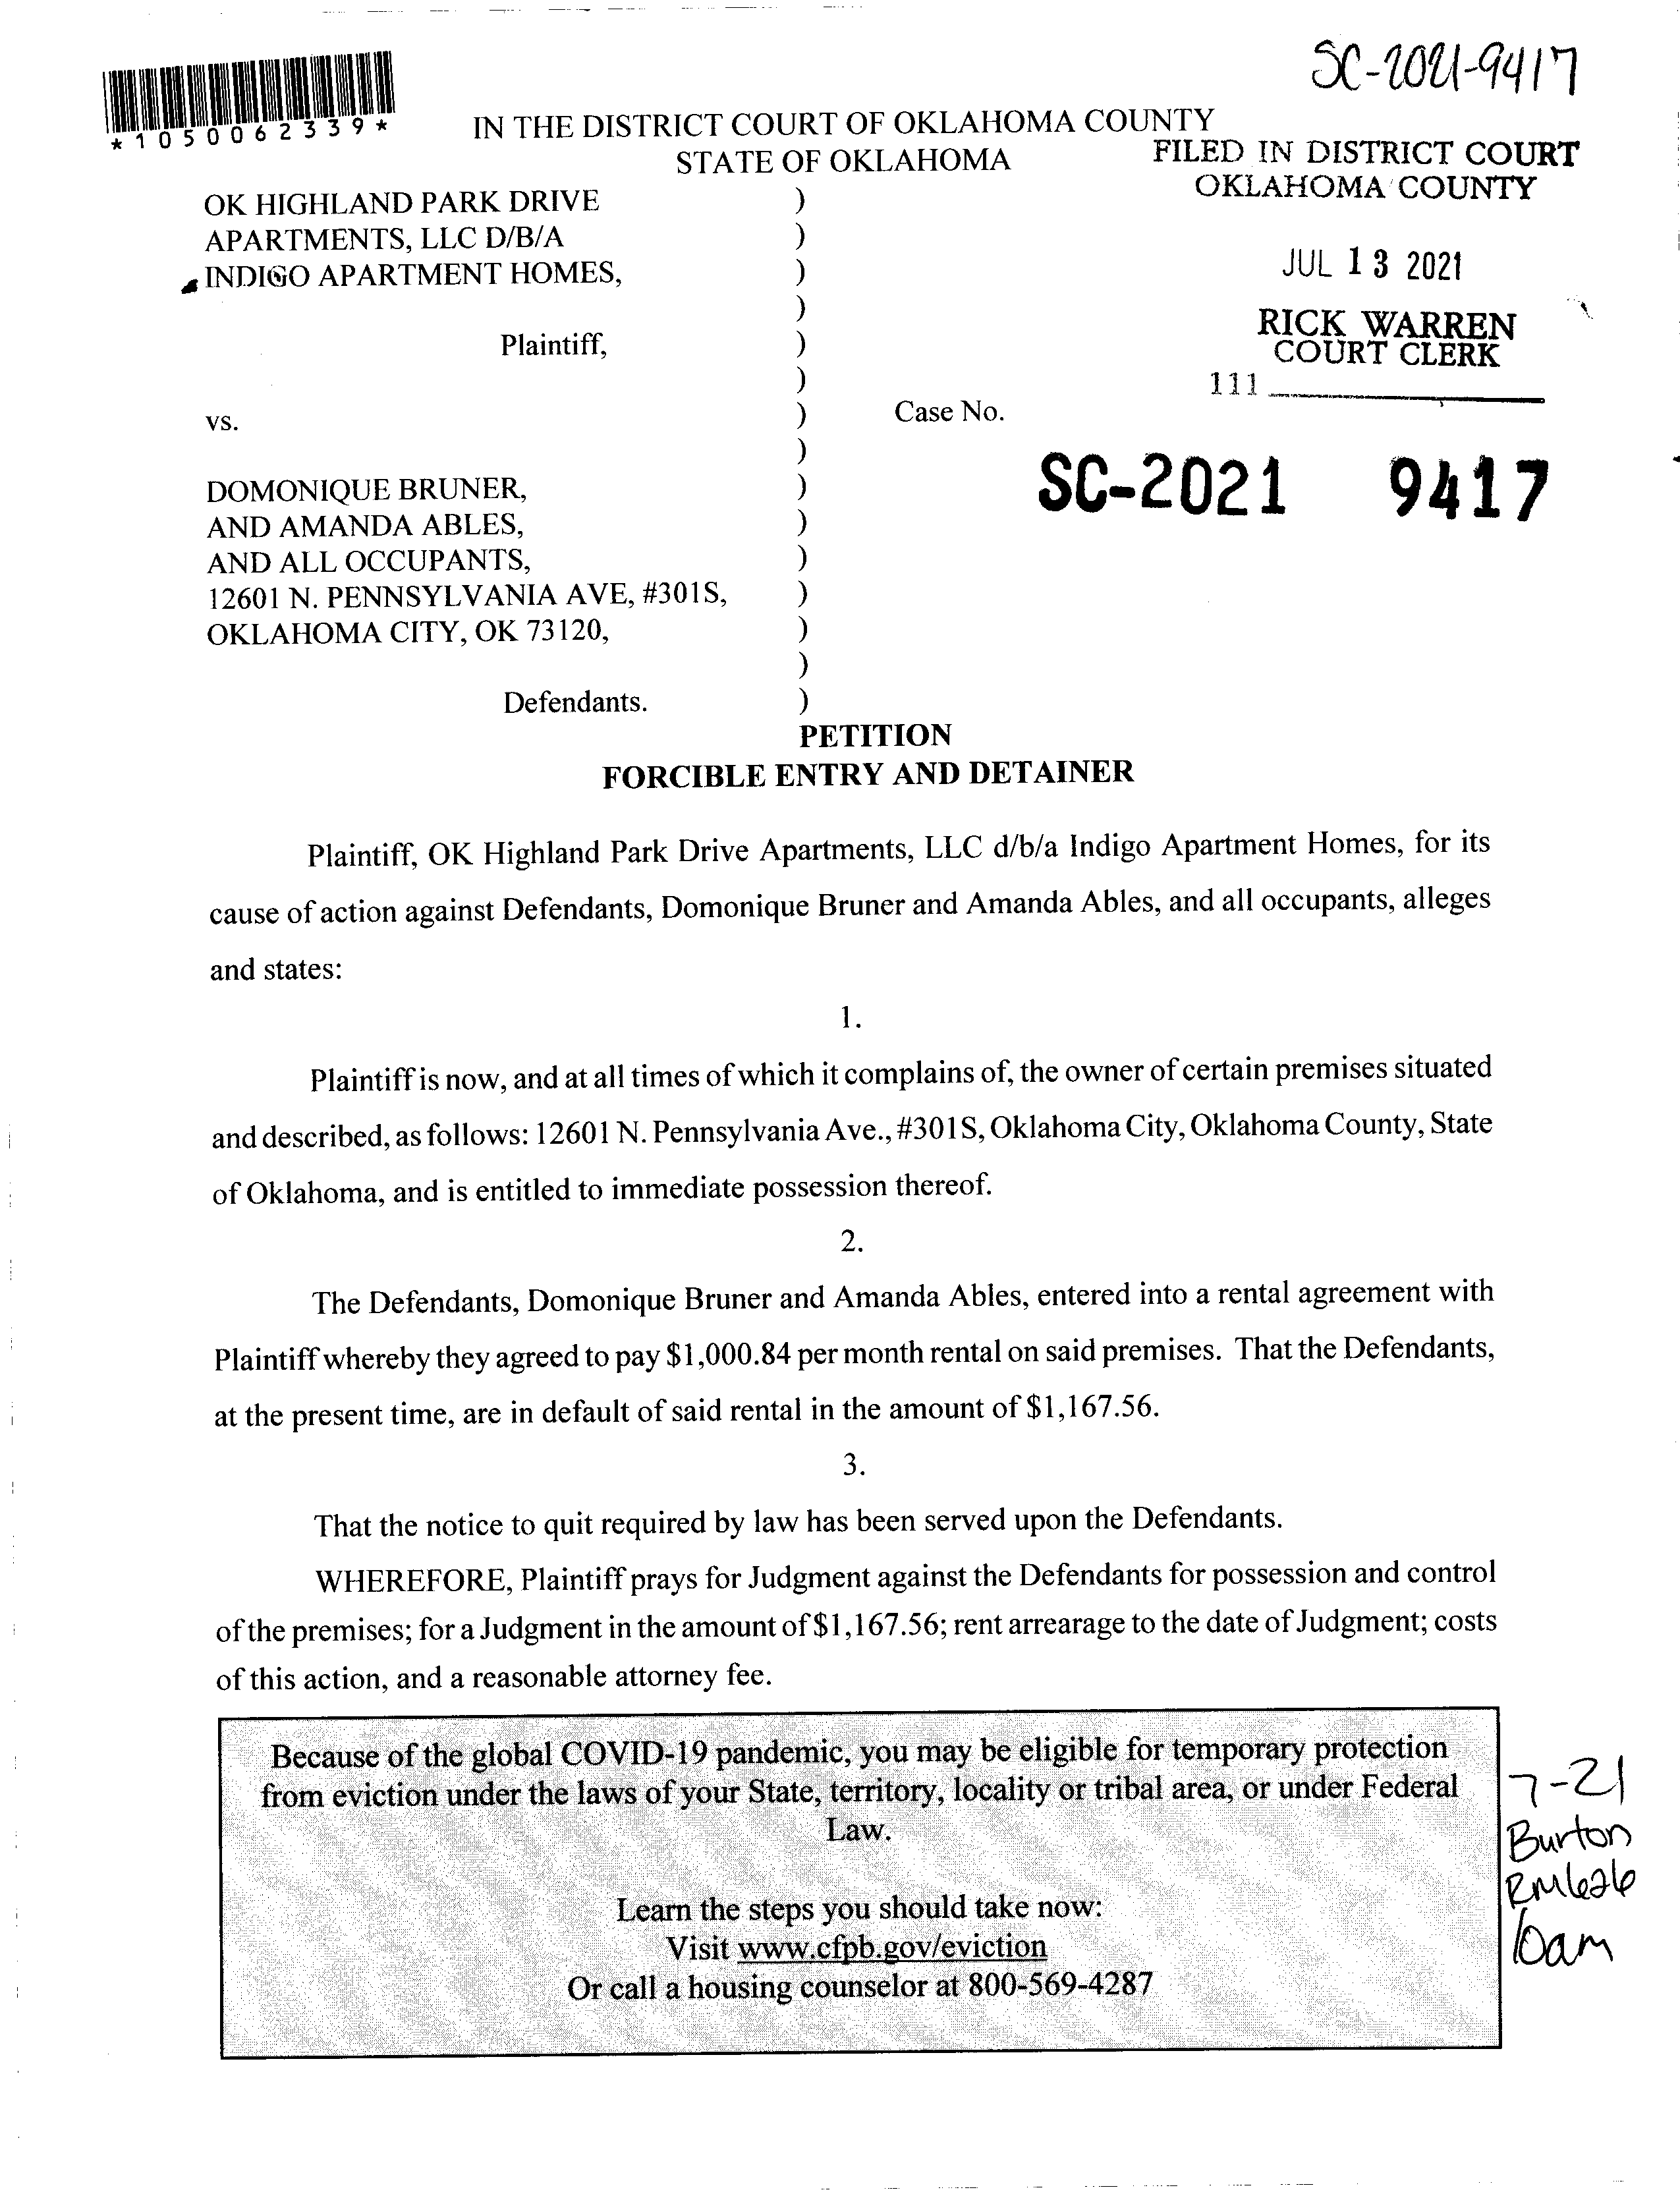 SC-2021-9417
*1050062339*
IN THE DISTRICT COURT OF OKLAHOMA COUNTY
STATE OF OKLAHOMA
FILED IN DISTRICT COURT
OKLAHOMA COUNTY
JUL 13 2021
RICK WARREN
COURT CLERK
111
OK HIGHLAND PARK DRIVE )
APARTMENTS, LLC D/B/A )
INDIGO APARTMENT HOMES, )
)
Plaintiff, )
)
vs. ) Case No.
)
SC-2021 9417
DOMONIQUE BRUNER, )
AND AMANDA ABLES, )
AND ALL OCCUPANTS, )
12601 N. PENNSYLVANIA AVE, #301S, )
OKLAHOMA CITY, OK 73120, )
)
Defendants. )
PETITION
FORCIBLE ENTRY AND DETAINER
Plaintiff, OK Highland Park Drive Apartments, LLC d/b/a Indigo Apartment Homes, for its
cause of action against Defendants, Domonique Bruner and Amanda Ables, and all occupants, alleges
and states:
1.
Plaintiff is now, and at all times of which it complains of, the owner of certain premises situated
and described, as follows: 12601 N. Pennsylvania Ave., #301S, Oklahoma City, Oklahoma County, State
of Oklahoma, and is entitled to immediate possession thereof.
2.
The Defendants, Domonique Bruner and Amanda Ables, entered into a rental agreement with
Plaintiff whereby they agreed to pay $1,000.84 per month rental on said premises. That the Defendants,
at the present time, are in default of said rental in the amount of $1,167.56.
3.
That the notice to quit required by law has been served upon the Defendants.
WHEREFORE, Plaintiff prays for Judgment against the Defendants for possession and control
of the premises; for a Judgment in the amount of $1,167.56; rent arrearage to the date of Judgment; costs
of this action, and a reasonable attorney fee.
Because of the global COVID-19 pandemic, you may be eligible for temporary protection
from eviction under the laws of your State, territory, locality or tribal area, or under Federal
Law.
Learn the steps you should take now:
Visit www.cfpb.gov/eviction
Or call a housing counselor at 800-569-4287
7-21
Burton
Rm626
10am